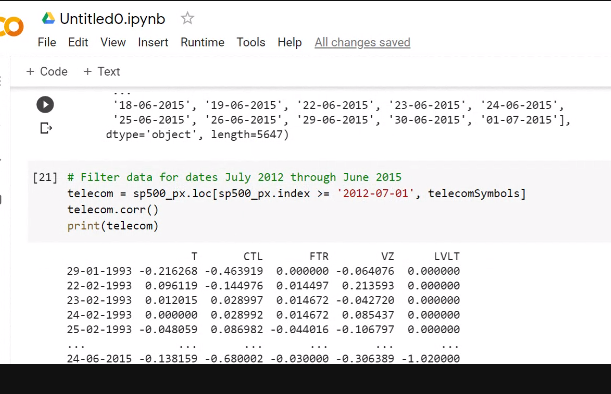 Untitled0.ipynb
File Edit View Insert Runtime Tools Help All changes saved
+ Code + Text
...
'18-06-2015', '19-06-2015', '22-06-2015', '23-06-2015', '24-06-2015',
'25-06-2015', '26-06-2015', '29-06-2015', '30-06-2015', '01-07-2015'],
dtype='object', length=5647)
[21] # Filter data for dates July 2012 through June 2015
telecom = sp500_px.loc[sp500_px.index >= '2012-07-01', telecomSymbols]
telecom.corr()
print(telecom)
T CTL FTR VZ LVLT
29-01-1993 -0.216268 -0.463919 0.000000 -0.064076 0.000000
22-02-1993 0.096119 -0.144976 0.014497 0.213593 0.000000
23-02-1993 0.012015 0.028997 0.014672 -0.042720 0.000000
24-02-1993 0.000000 0.028992 0.014672 0.085437 0.000000
25-02-1993 -0.048059 0.086982 -0.044016 -0.106797 0.000000
... ... ... ... ... ...
24-06-2015 -0.138159 -0.680002 -0.030000 -0.306389 -1.020000